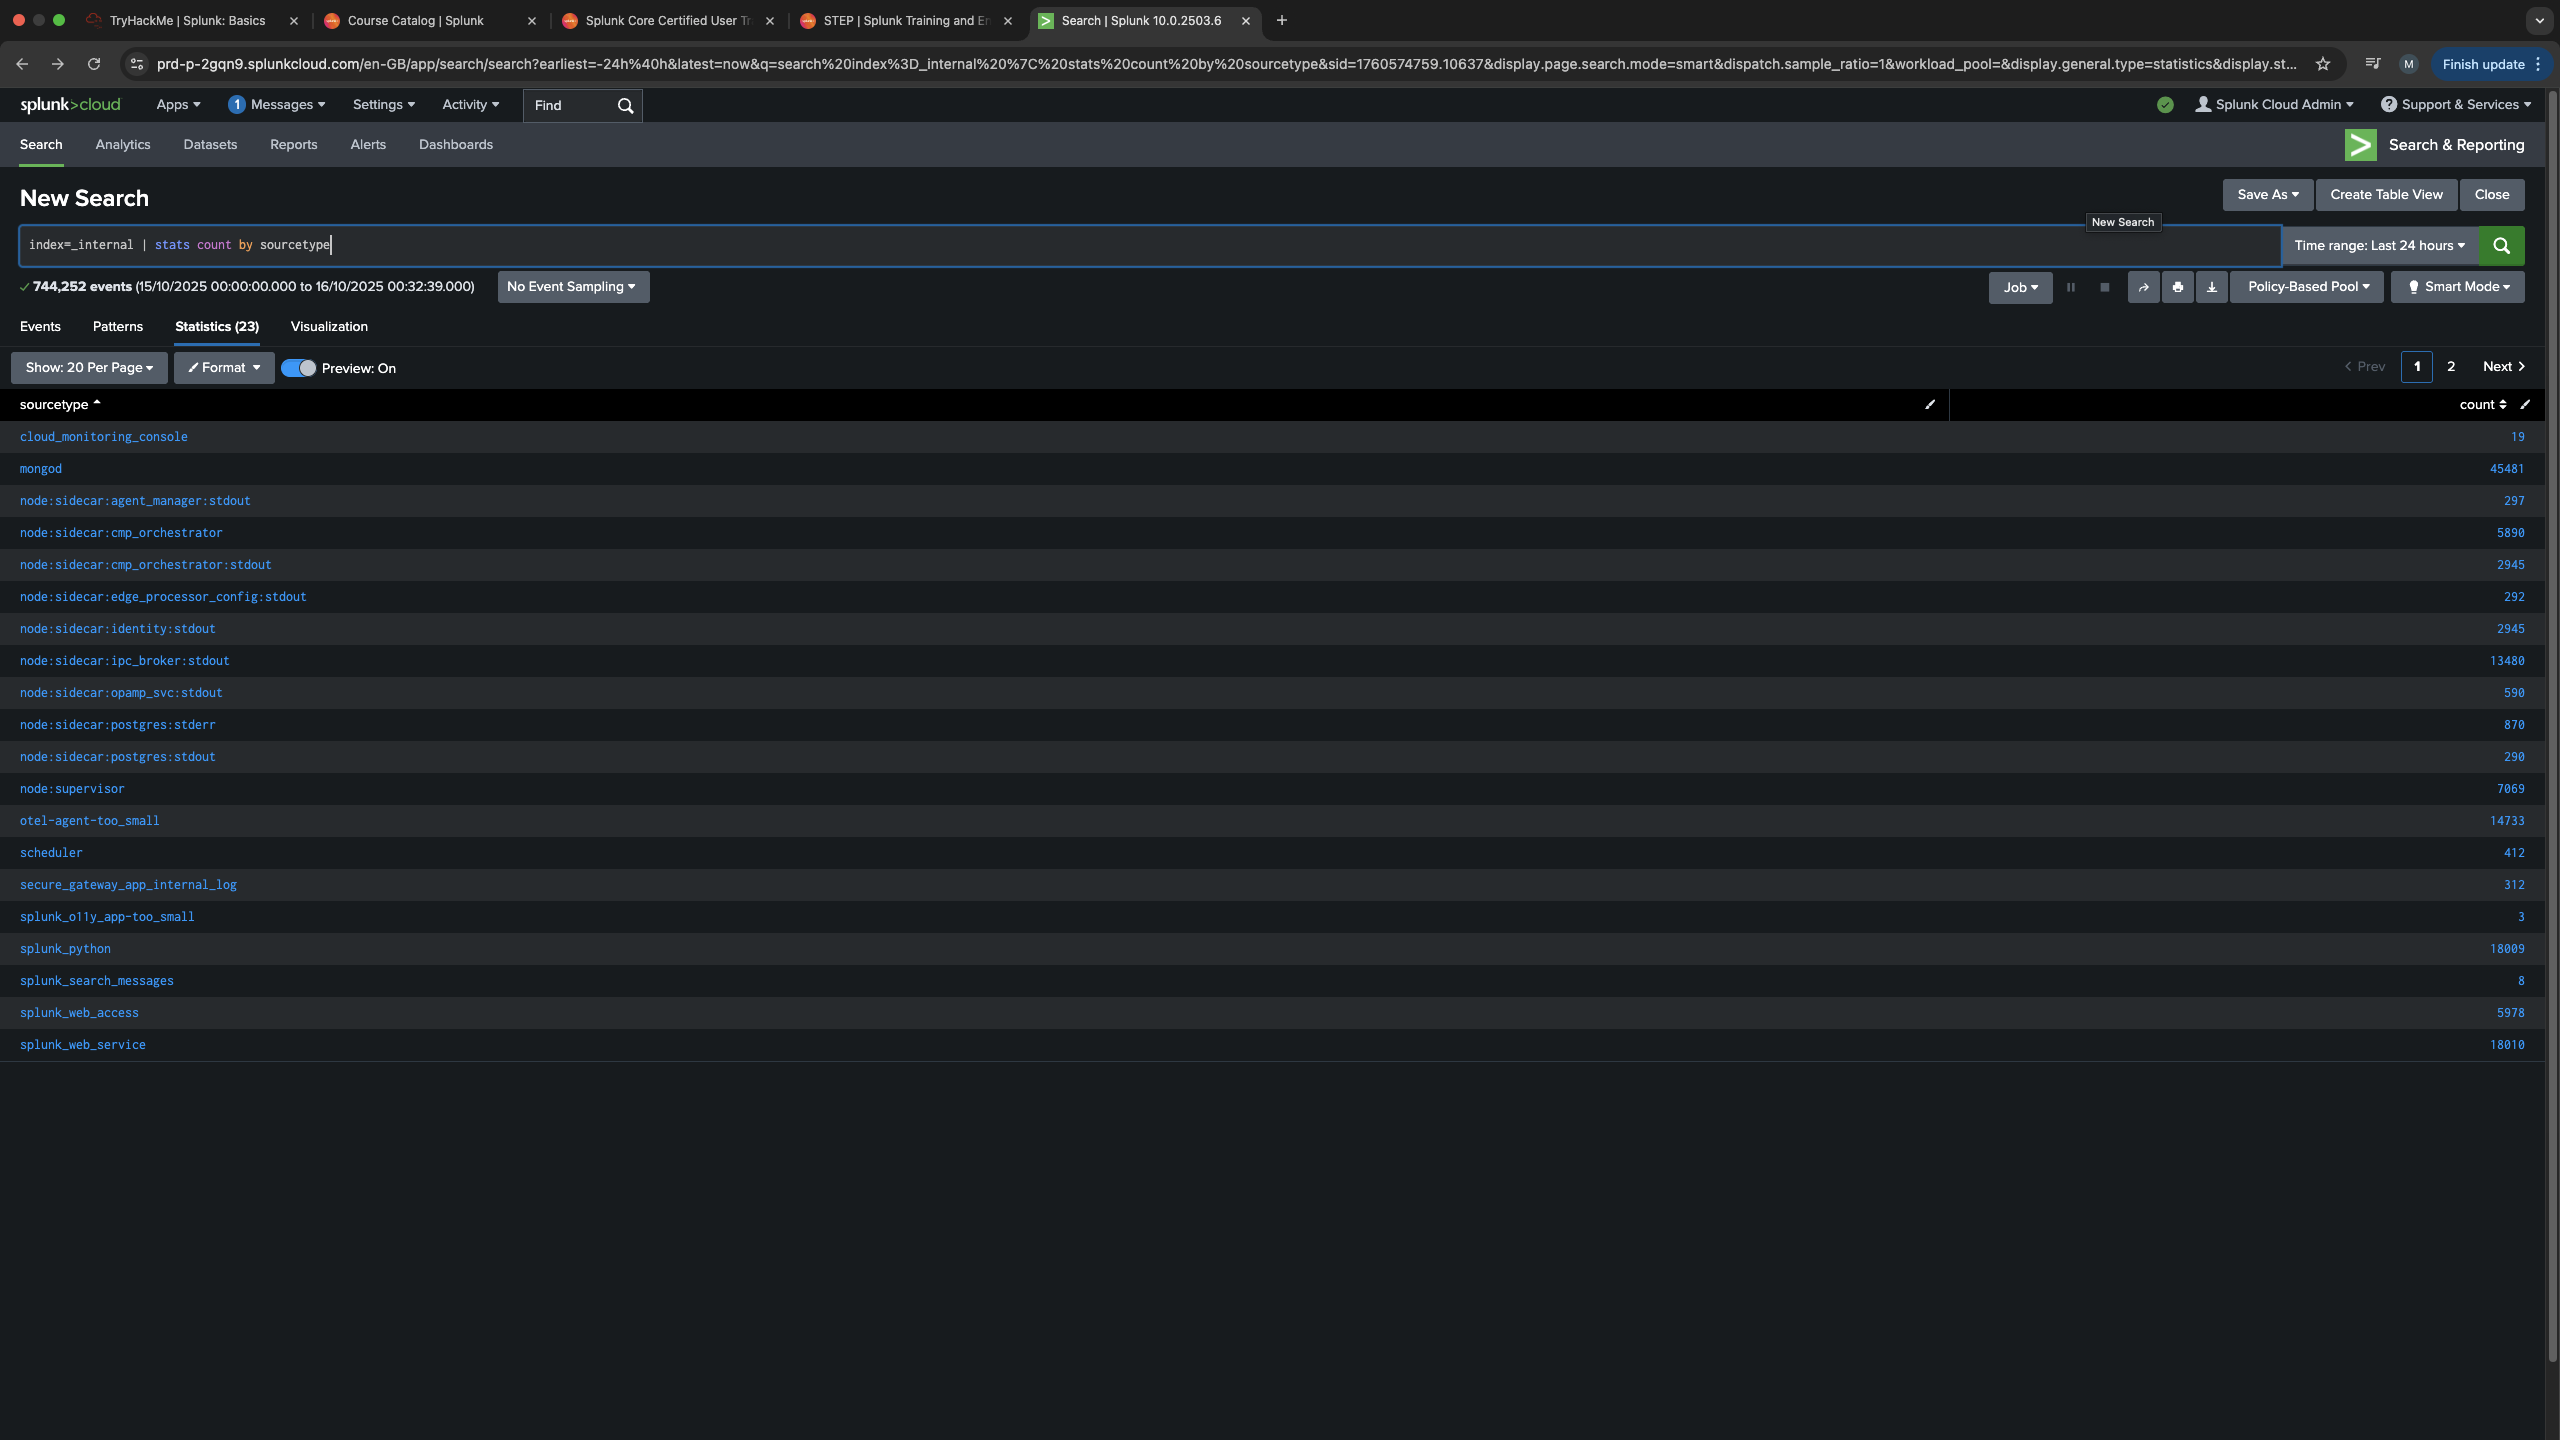 TryHackMe | Splunk: Basics
Course Catalog | Splunk
Splunk Core Certified User Tr
STEP | Splunk Training and En
Search | Splunk 10.0.2503.6
prd-p-2gqn9.splunkcloud.com/en-GB/app/search/search?earliest=-24h%40h&latest=now&q=search%20index%3D_internal%20%7C%20stats%20count%20by%20sourcetype&sid=1760574759.10637&display.page.search.mode=smart&dispatch.sample_ratio=1&workload_pool=&display.general.type=statistics&display.st...
M
Finish update
splunk>cloud
Apps
1 Messages
Settings
Activity
Find
Splunk Cloud Admin
? Support & Services
Search
Analytics
Datasets
Reports
Alerts
Dashboards
> Search & Reporting
New Search
Save As
Create Table View
Close
New Search
index=_internal | stats count by sourcetype
Time range: Last 24 hours
✓ 744,252 events (15/10/2025 00:00:00.000 to 16/10/2025 00:32:39.000)
No Event Sampling
Job
Policy-Based Pool
Smart Mode
Events
Patterns
Statistics (23)
Visualization
Show: 20 Per Page
Format
Preview: On
< Prev
1
2
Next >
sourcetype
count
cloud_monitoring_console 19
mongod 45481
node:sidecar:agent_manager:stdout 297
node:sidecar:cmp_orchestrator 5890
node:sidecar:cmp_orchestrator:stdout 2945
node:sidecar:edge_processor_config:stdout 292
node:sidecar:identity:stdout 2945
node:sidecar:ipc_broker:stdout 13480
node:sidecar:opamp_svc:stdout 590
node:sidecar:postgres:stderr 870
node:sidecar:postgres:stdout 290
node:supervisor 7069
otel-agent-too_small 14733
scheduler 412
secure_gateway_app_internal_log 312
splunk_o11y_app-too_small 3
splunk_python 18009
splunk_search_messages 8
splunk_web_access 5978
splunk_web_service 18010